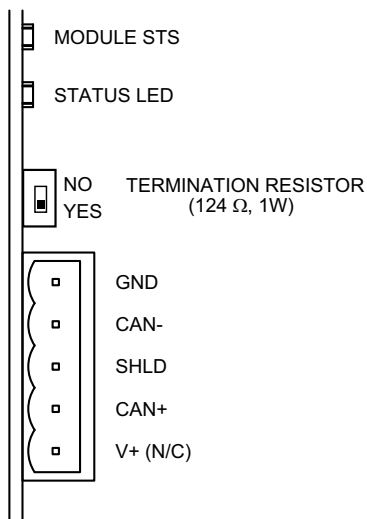 MODULE STS
STATUS LED
NO
YES
TERMINATION RESISTOR
(124 Ω, 1W)
GND
CAN-
SHLD
CAN+
V+ (N/C)